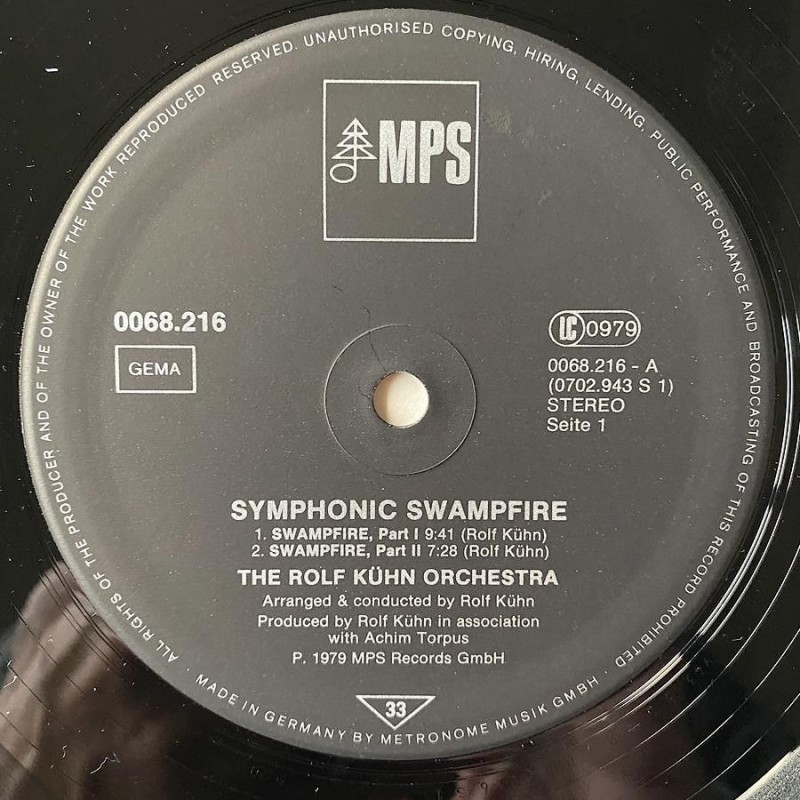 ALL RIGHTS OF THE PRODUCER AND OF THE OWNER OF THE WORK REPRODUCED RESERVED. UNAUTHORISED COPYING, HIRING, LENDING, PUBLIC PERFORMANCE AND BROADCASTING OF THIS RECORD PROHIBITED
MPS
0068.216
GEMA
LC 0979
0068.216 - A
(0702.943 S 1)
STEREO
Seite 1
SYMPHONIC SWAMPFIRE
1. SWAMPFIRE, Part I 9:41 (Rolf Kühn)
2. SWAMPFIRE, Part II 7:28 (Rolf Kühn)
THE ROLF KÜHN ORCHESTRA
Arranged & conducted by Rolf Kühn
Produced by Rolf Kühn in association
with Achim Torpus
P. 1979 MPS Records GmbH
33
· MADE IN GERMANY BY METRONOME MUSIK GMBH ·